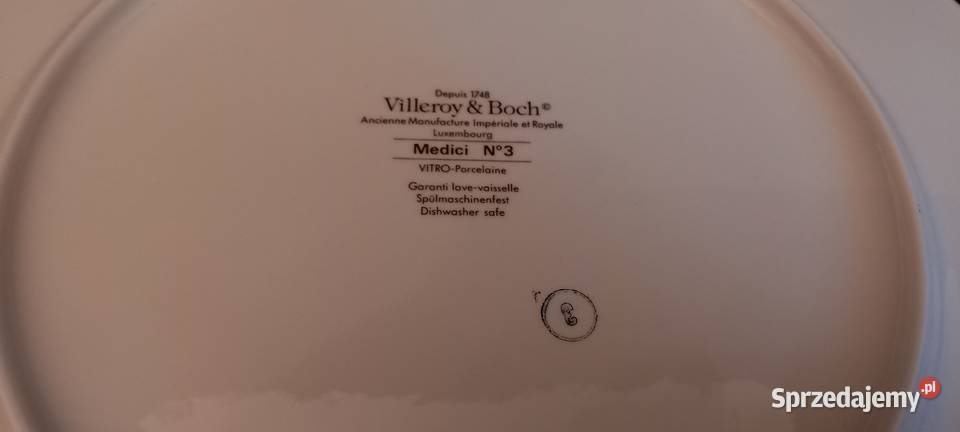 Depuis 1748
Villeroy & Boch©
Ancienne Manufacture Impériale et Royale
Luxembourg
Medici N°3
VITRO-Porcelaine
Garanti lave-vaisselle
Spülmaschinenfest
Dishwasher safe
Sprzedajemy.pl